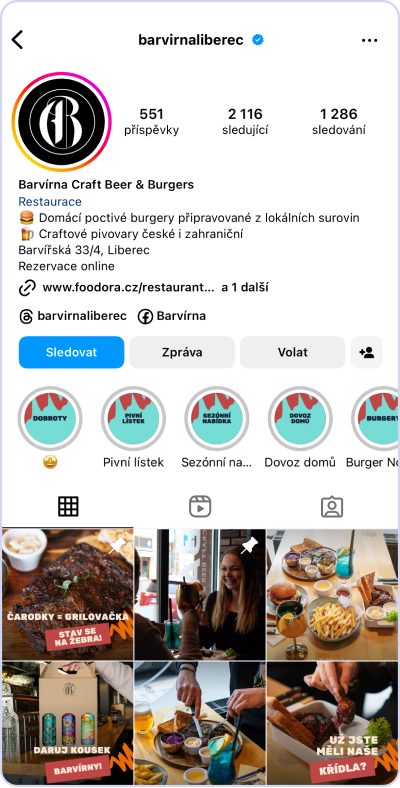 barvirnaliberec
551
příspěvky
2 116
sledující
1 286
sledování
Barvírna Craft Beer & Burgers
Restaurace
🍔 Domácí poctivé burgery připravované z lokálních surovin
🍺 Craftové pivovary české i zahraniční
Barvířská 33/4, Liberec
Rezervace online
www.foodora.cz/restaurant... a 1 další
barvirnaliberec
Barvírna
Sledovat
Zpráva
Volat
DOBROTY
PIVNÍ
LÍSTEK
SEZÓNNÍ
NABÍDKA
DOVOZ
DOMŮ
BURGERY
🤩
Pivní lístek
Sezónní na...
Dovoz domů
Burger No
ČARODKY = GRILOVAČKA
STAV SE
NA ŽEBRA!
DARUJ KOUSEK
BARVÍRNY!
UŽ JSTE
MĚLI NAŠE
KŘÍDLA?